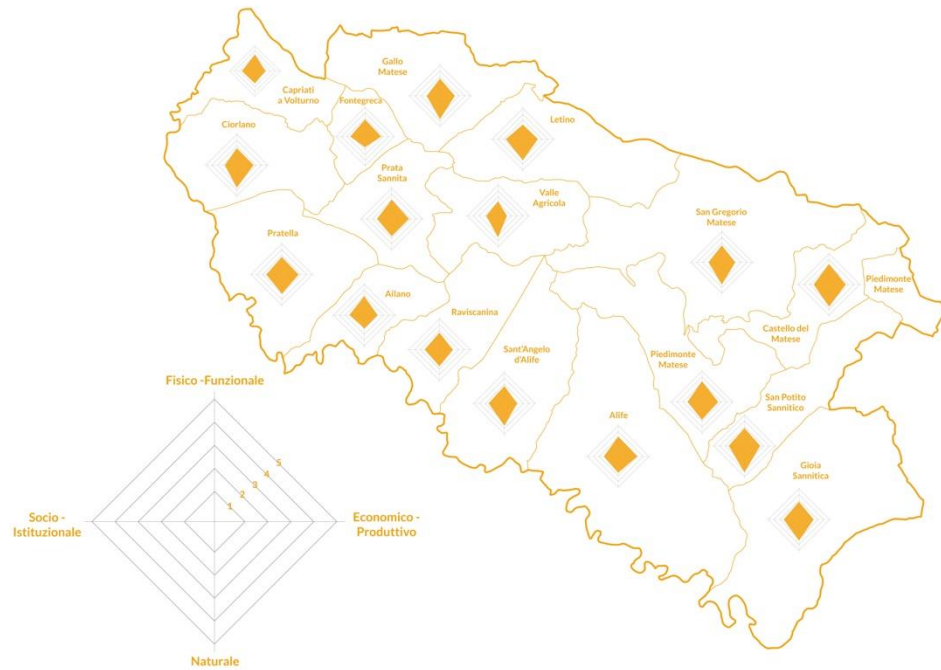 Gallo
Matese
Capriati
a Volturno
Fontegreca
Ciorlano
Letino
Prata
Sannita
Valle
Agricola
San Gregorio
Matese
Pratella
Piedimonte
Matese
Ailano
Raviscanina
Castello del
Matese
Sant'Angelo
d'Alife
Piedimonte
Matese
San Potito
Sannitico
Alife
Gioia
Sannitica
Fisico -Funzionale
5
4
3
2
1
Socio -
Istituzionale
Economico -
Produttivo
Naturale